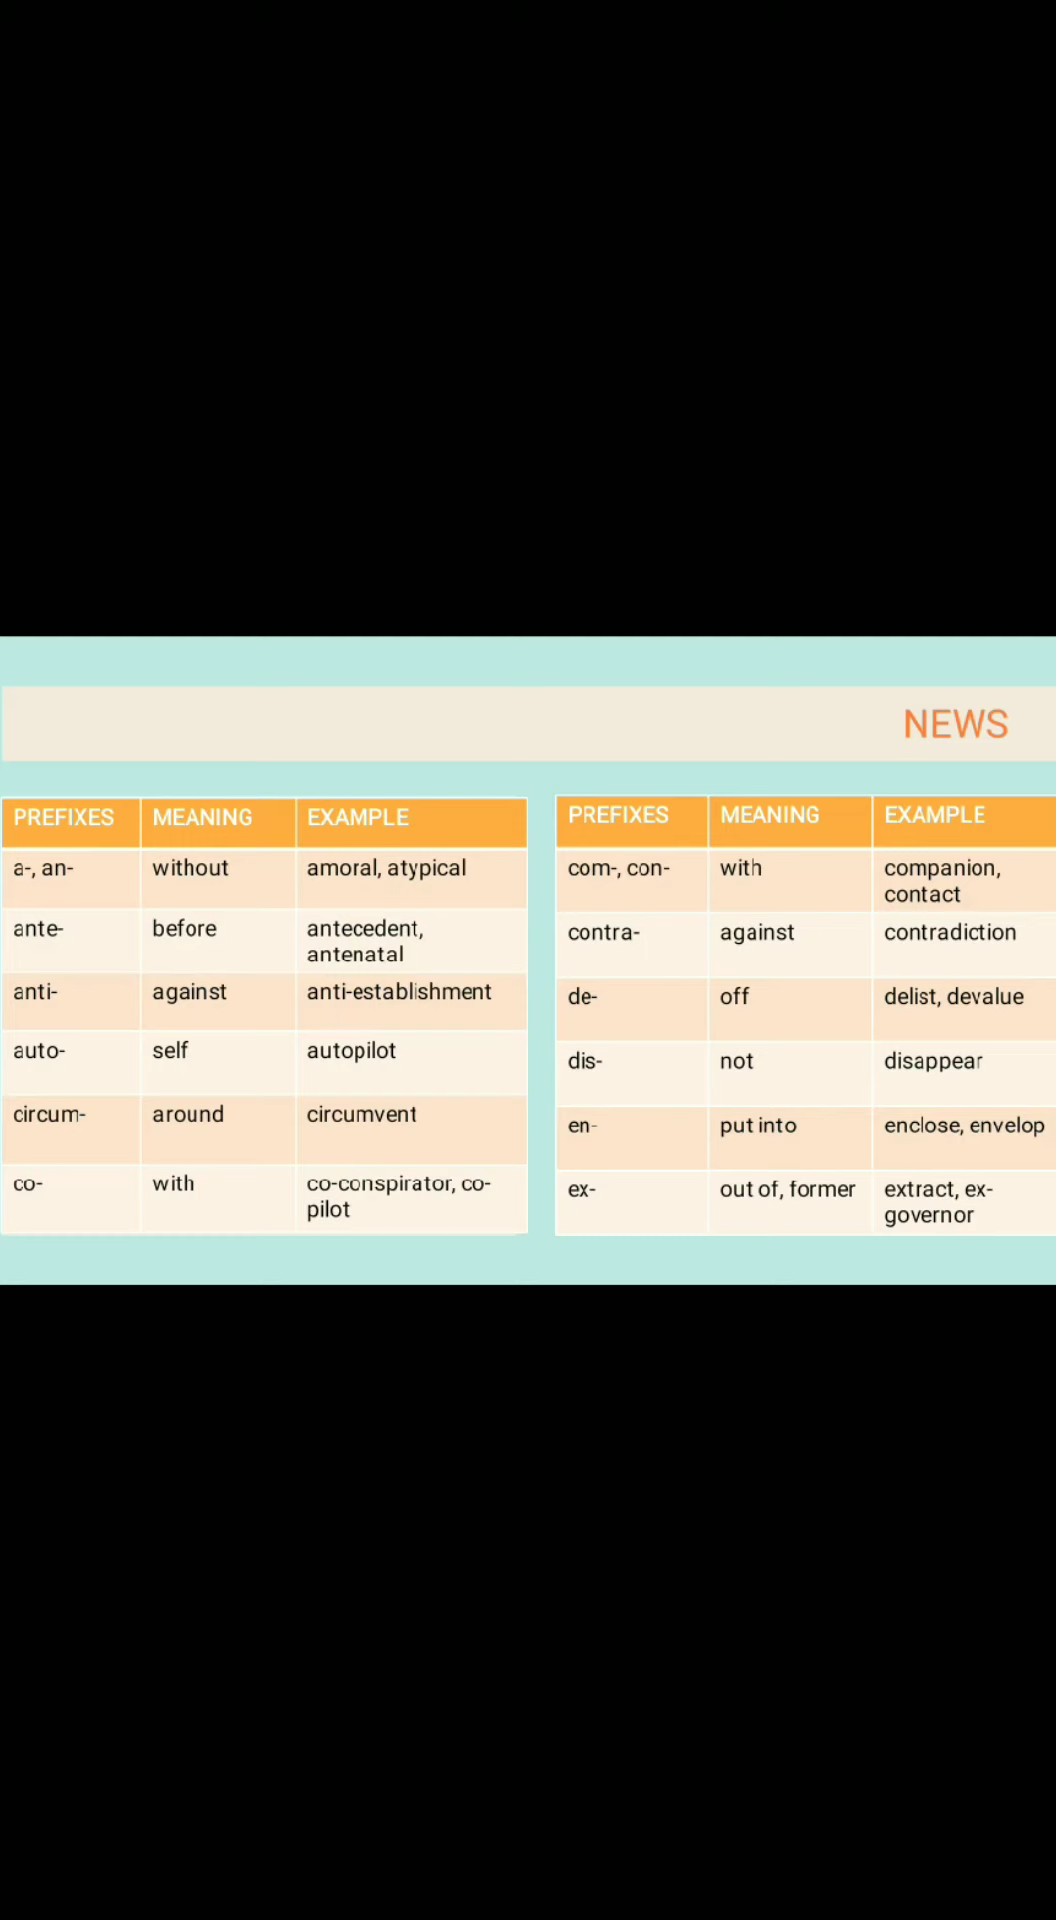 NEWS
PREFIXES MEANING EXAMPLE
a-, an- without amoral, atypical
ante- before antecedent,
antenatal
anti- against anti-establishment
auto- self autopilot
circum- around circumvent
co- with co-conspirator, co-
pilot
PREFIXES MEANING EXAMPLE
com-, con- with companion,
contact
contra- against contradiction
de- off delist, devalue
dis- not disappear
en- put into enclose, envelop
ex- out of, former extract, ex-
governor